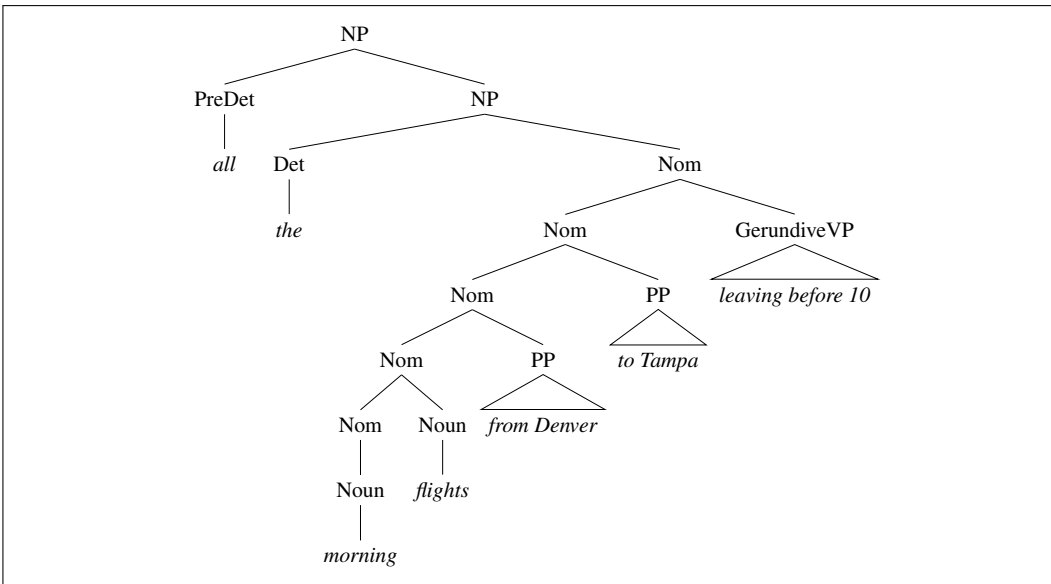 NP
PreDet NP
all Det Nom
the Nom GerundiveVP
Nom PP leaving before 10
Nom PP to Tampa
Nom Noun from Denver
Noun flights
morning